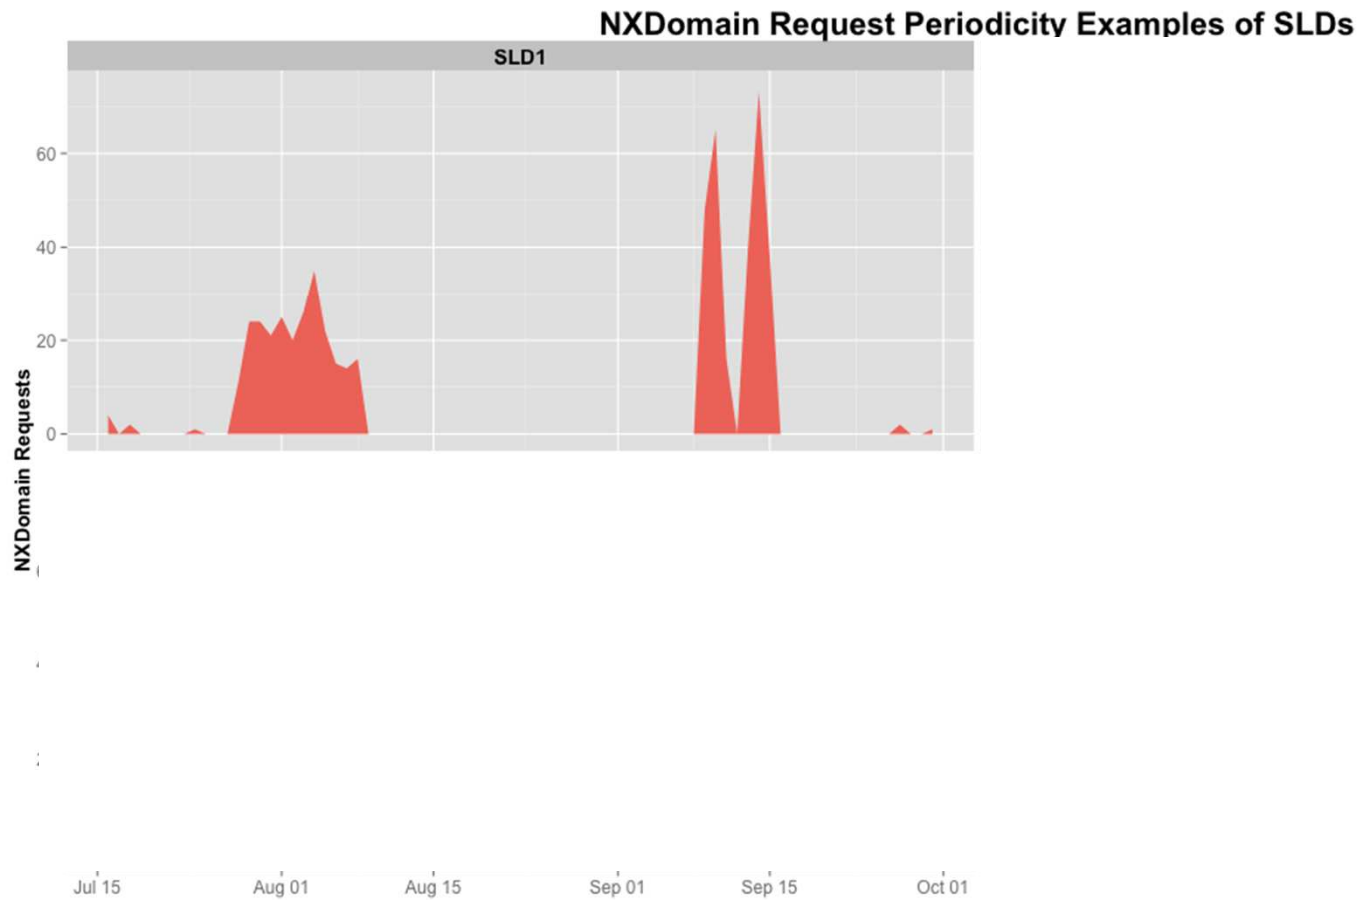 NXDomain Request Periodicity Examples of SLDs
SLD1
60
40
20
0
NXDomain Requests
Jul 15
Aug 01
Aug 15
Sep 01
Sep 15
Oct 01